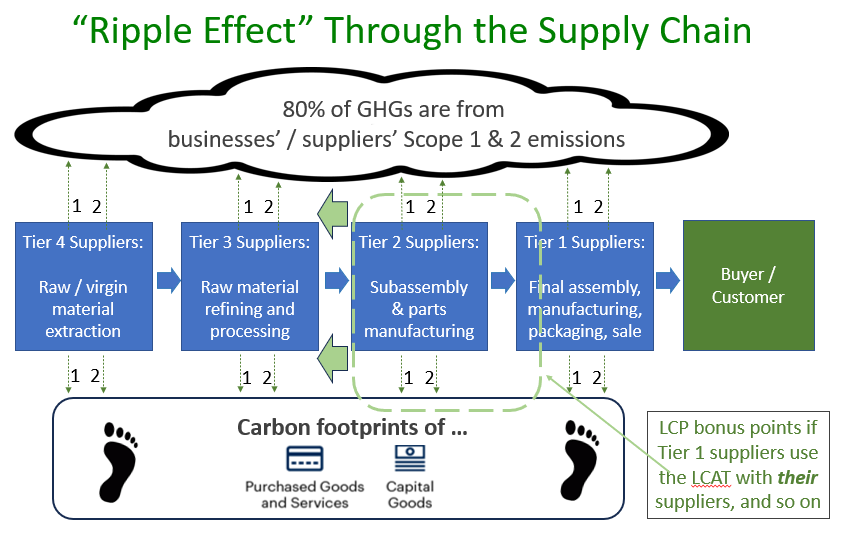 “Ripple Effect” Through the Supply Chain
80% of GHGs are from
businesses’ / suppliers’ Scope 1 & 2 emissions
1 2
1 2
1 2
1 2
Tier 4 Suppliers:
Raw / virgin
material
extraction
Tier 3 Suppliers:
Raw material
refining and
processing
Tier 2 Suppliers:
Subassembly
& parts
manufacturing
Tier 1 Suppliers:
Final assembly,
manufacturing,
packaging, sale
Buyer /
Customer
1 2
1 2
1 2
1 2
Carbon footprints of …
Purchased Goods
and Services
Capital
Goods
LCP bonus points if
Tier 1 suppliers use
the LCAT with their
suppliers, and so on